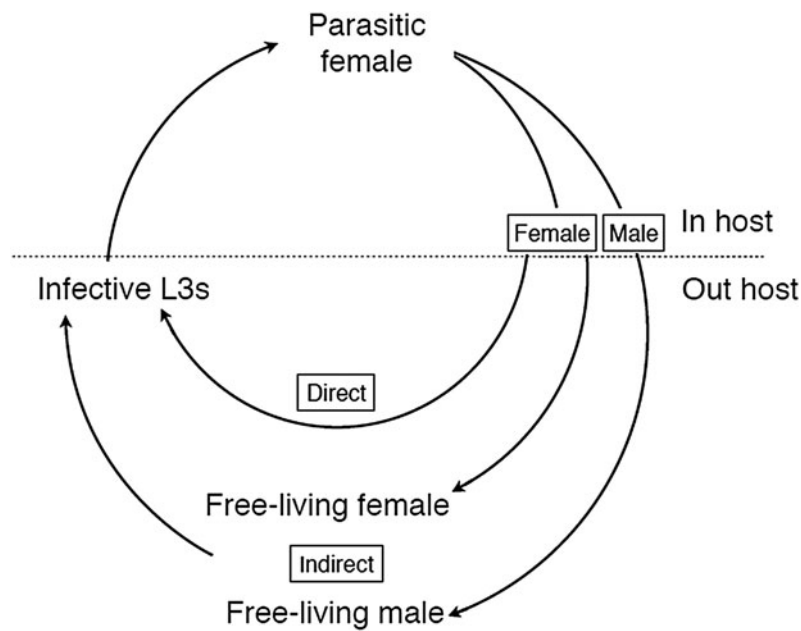 Parasitic
female
Female
Male
In host
Infective L3s
Out host
Direct
Free-living female
Indirect
Free-living male